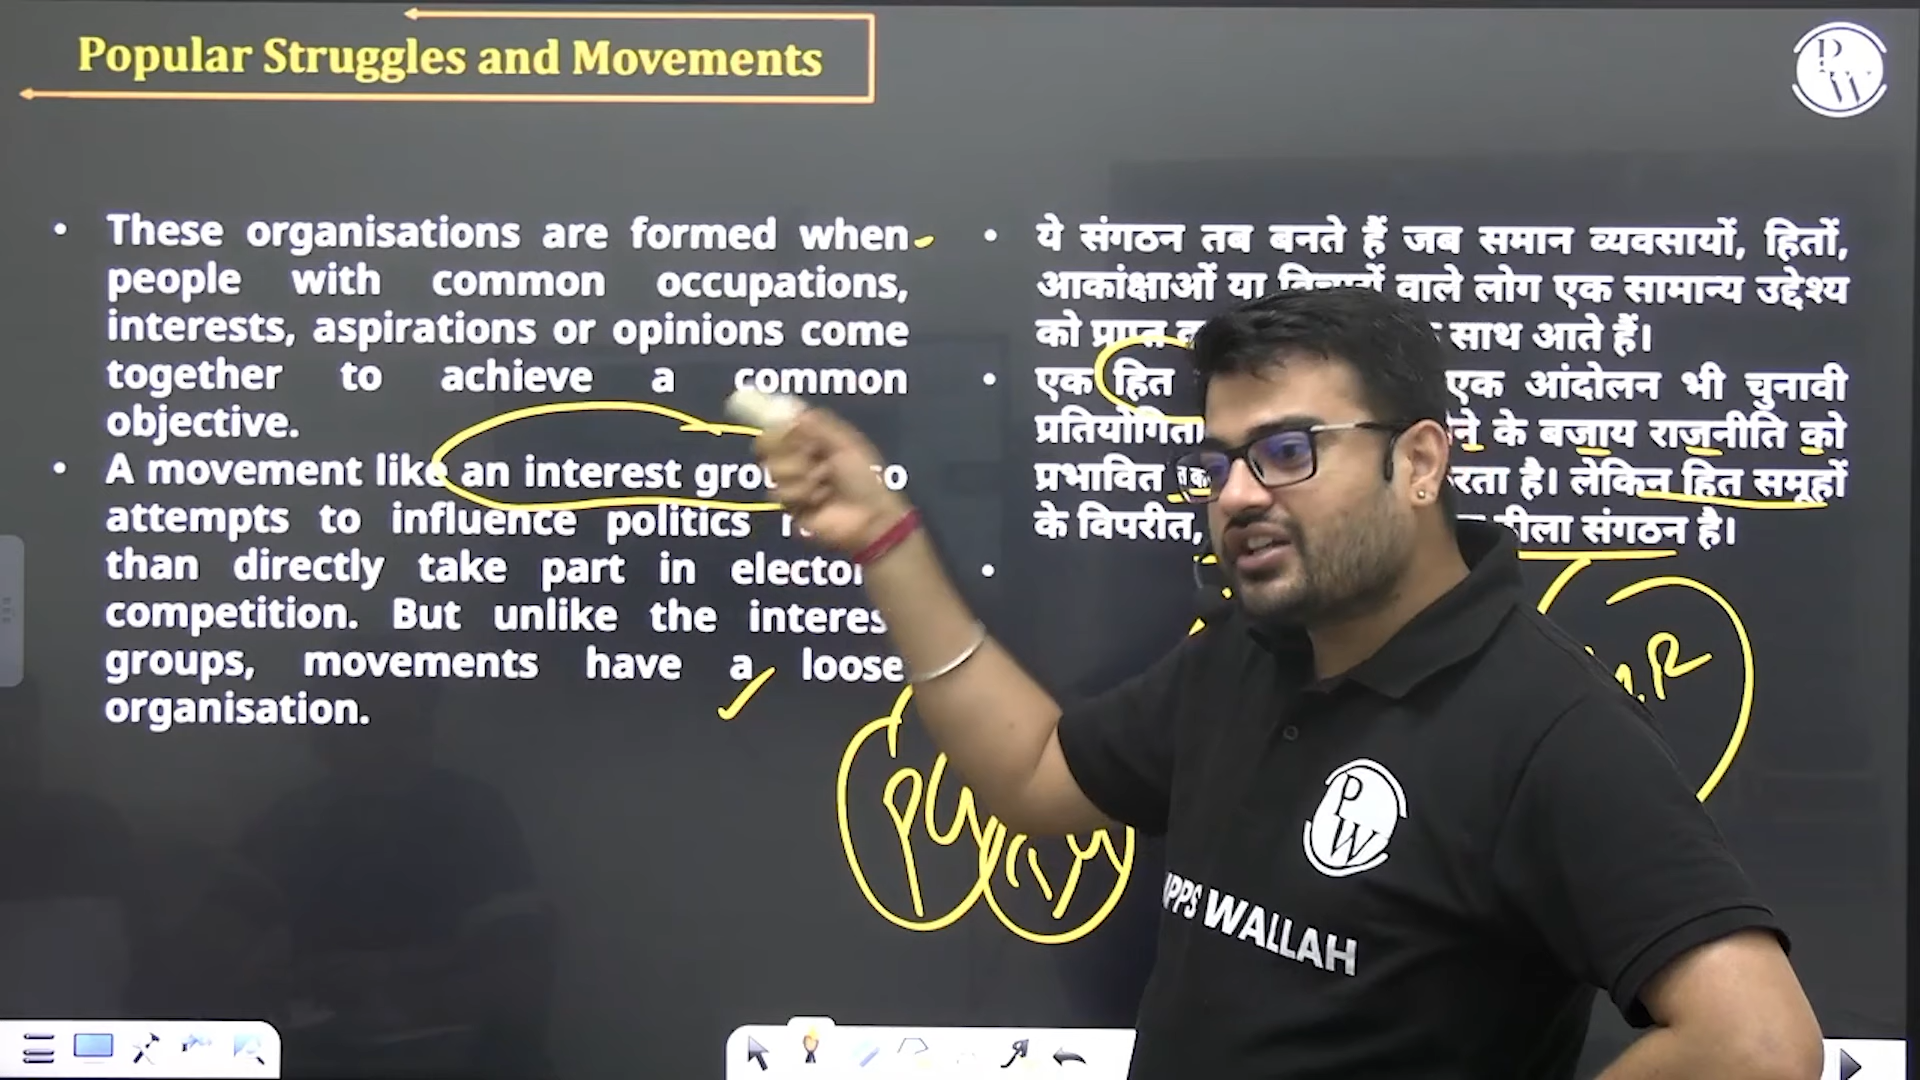 Popular Struggles and Movements
PW
• These organisations are formed when
people with common occupations,
interests, aspirations or opinions come
together to achieve a common
objective.
• A movement like an interest
attempts to influence politics
than directly take part in
competition. But unlike the
groups, movements have a loose
organisation.
• ये संगठन तब बनते हैं जब समान व्यवसायों, हितों,
आकांक्षाओं या वाले लोग एक सामान्य उद्देश्य
को साथ आते हैं।
• एक हित एक आंदोलन भी चुनावी
के बजाय राजनीति को
प्रभावित है। लेकिन हित समूहों
के विपरीत, संगठन है।
•
PW
WALLAH